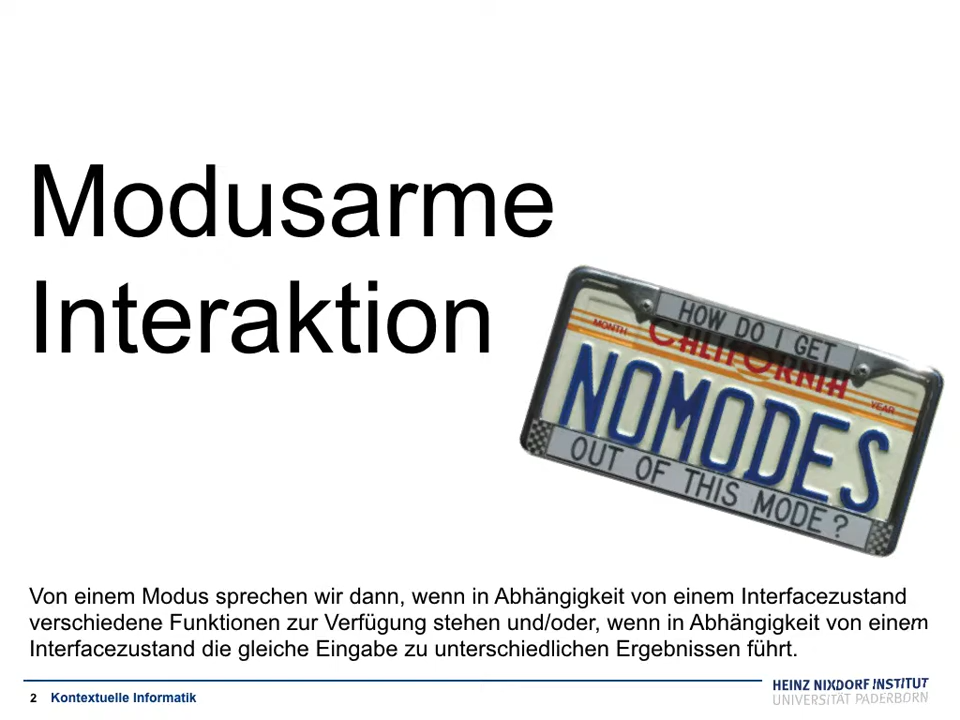 Modusarme
Interaktion
HOW DO I GET
MONTH
CALIFORNIA
YEAR
NOMODES
OUT OF THIS MODE?
Von einem Modus sprechen wir dann, wenn in Abhängigkeit von einem Interfacezustand
verschiedene Funktionen zur Verfügung stehen und/oder, wenn in Abhängigkeit von einem
Interfacezustand die gleiche Eingabe zu unterschiedlichen Ergebnissen führt.
2 Kontextuelle Informatik
HEINZ NIXDORF INSTITUT
UNIVERSITÄT PADERBORN